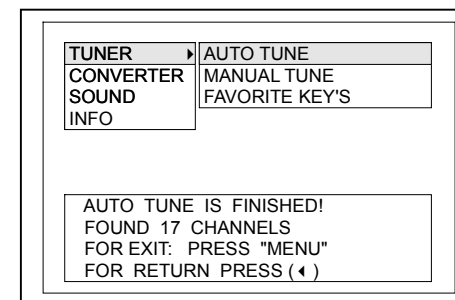 TUNER ▸ AUTO TUNE
CONVERTER MANUAL TUNE
SOUND FAVORITE KEY'S
INFO
AUTO TUNE IS FINISHED!
FOUND 17 CHANNELS
FOR EXIT: PRESS "MENU"
FOR RETURN PRESS (◂)